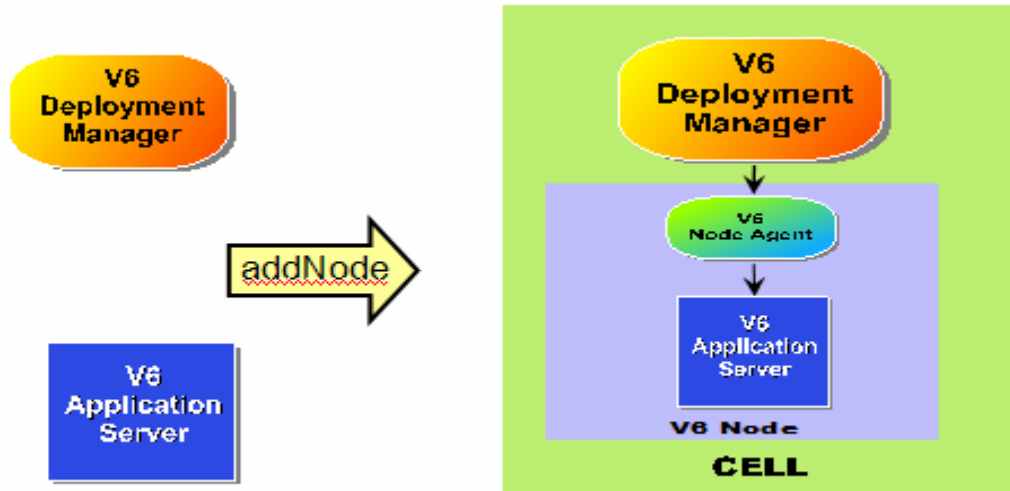 V6
Deployment
Manager
addNode
V6
Application
Server
V6
Deployment
Manager
V6
Node Agent
V6
Application
Server
V6 Node
CELL